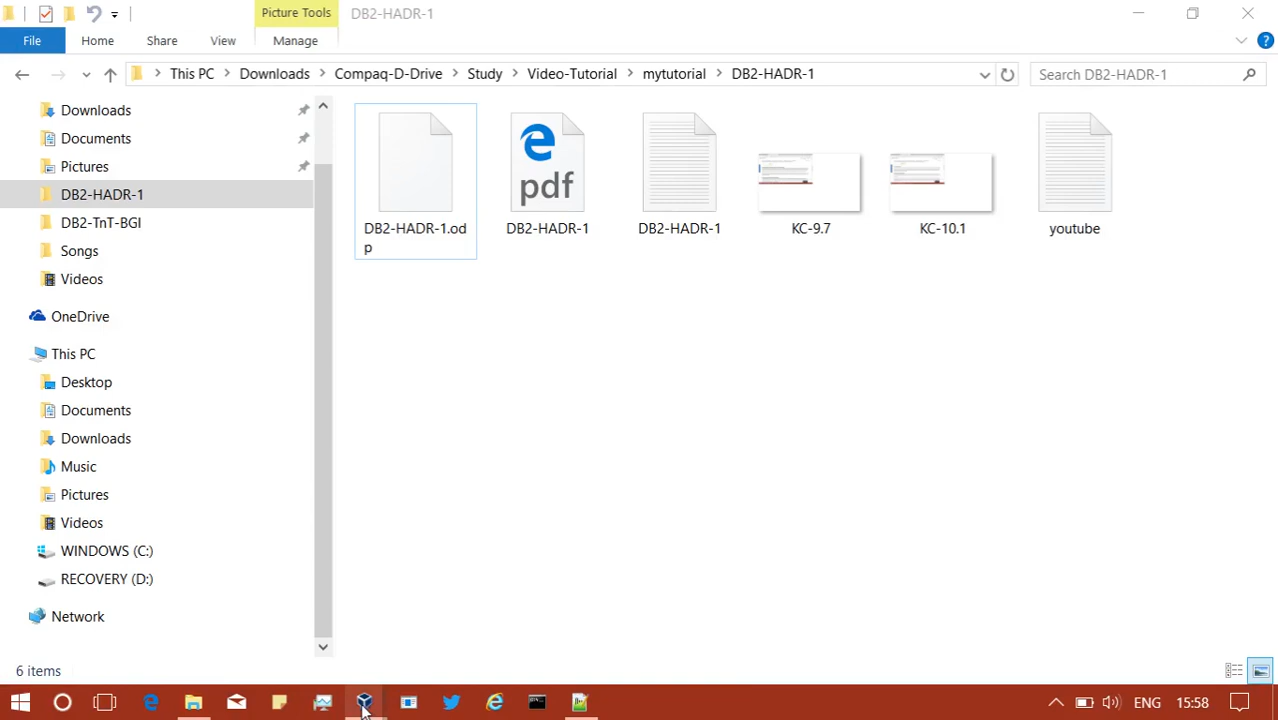 Picture Tools
DB2-HADR-1
File
Home
Share
View
Manage
This PC
Downloads
Compaq-D-Drive
Study
Video-Tutorial
mytutorial
DB2-HADR-1
Search DB2-HADR-1
Downloads
Documents
Pictures
DB2-HADR-1
DB2-TnT-BGI
Songs
Videos
OneDrive
This PC
Desktop
Documents
Downloads
Music
Pictures
Videos
WINDOWS (C:)
RECOVERY (D:)
Network
pdf
DB2-HADR-1.od
p
DB2-HADR-1
DB2-HADR-1
KC-9.7
KC-10.1
youtube
6 items
ENG
15:58